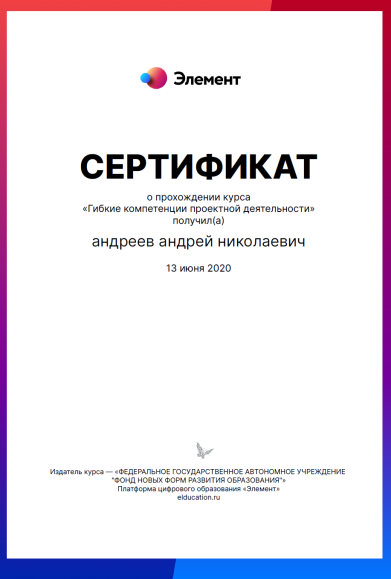 Элемент
СЕРТИФИКАТ
о прохождении курса
«Гибкие компетенции проектной деятельности»
получил(а)
андреев андрей николаевич
13 июня 2020
Издатель курса — «ФЕДЕРАЛЬНОЕ ГОСУДАРСТВЕННОЕ АВТОНОМНОЕ УЧРЕЖДЕНИЕ
"ФОНД НОВЫХ ФОРМ РАЗВИТИЯ ОБРАЗОВАНИЯ"»
Платформа цифрового образования «Элемент»
elducation.ru